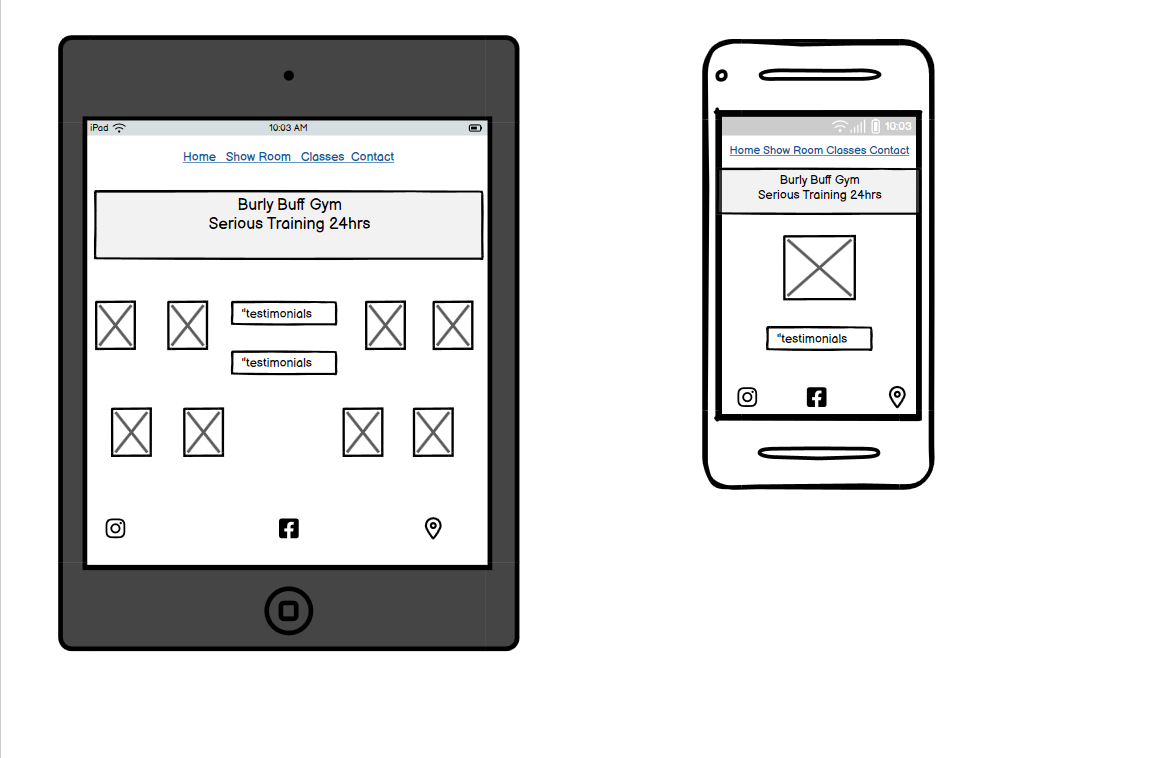 iPad 10:03 AM
Home Show Room Classes Contact
Burly Buff Gym
Serious Training 24hrs
"testimonials
"testimonials
10:03
Home Show Room Classes Contact
Burly Buff Gym
Serious Training 24hrs
"testimonials